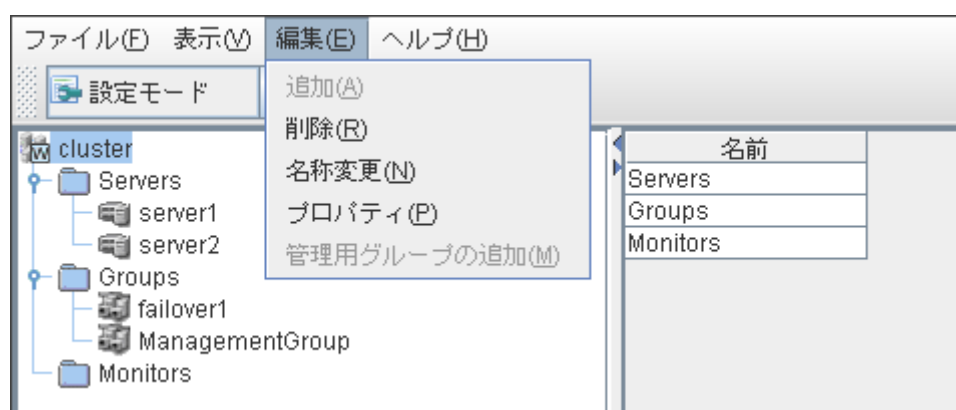 ファイル(F) 表示(V) 編集(E) ヘルプ(H)
設定モード
追加(A)
削除(R)
名称変更(N)
プロパティ(P)
管理用グループの追加(M)
cluster
Servers
server1
server2
Groups
failover1
ManagementGroup
Monitors
名前
Servers
Groups
Monitors